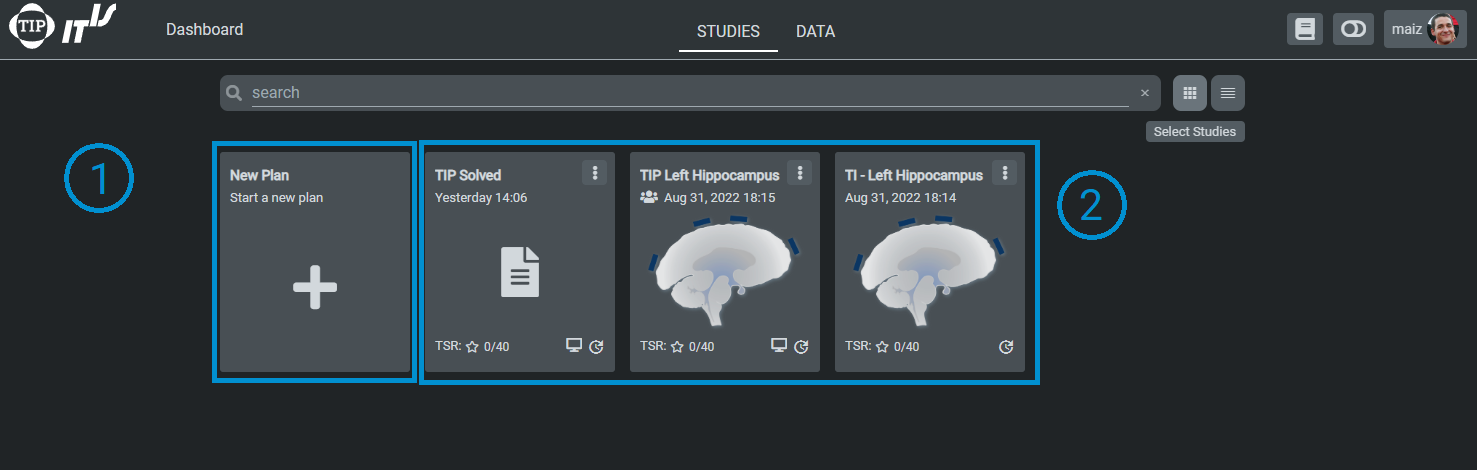 TIP IT'IS Dashboard STUDIES DATA maiz
search ×
Select Studies
1
New Plan
Start a new plan
TIP Solved
Yesterday 14:06
TSR: 0/40
TIP Left Hippocampus
Aug 31, 2022 18:15
TSR: 0/40
TI - Left Hippocampus
Aug 31, 2022 18:14
TSR: 0/40
2